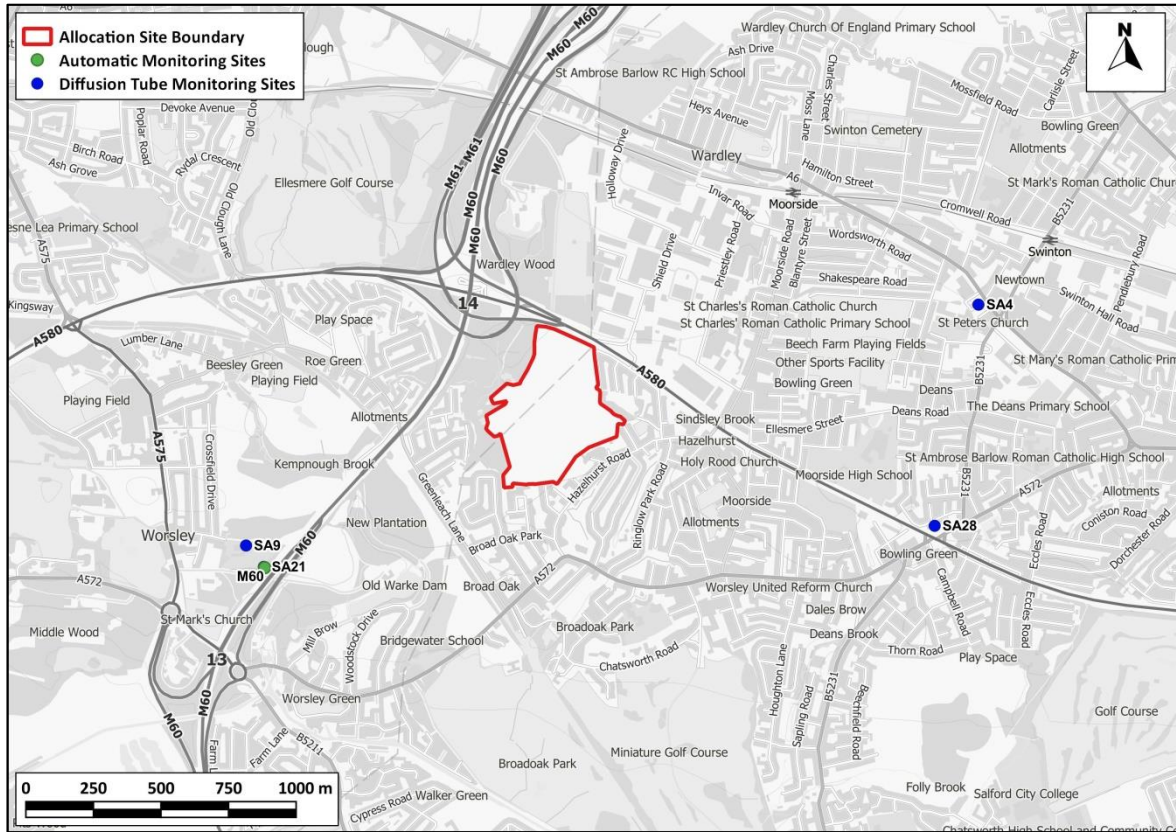 Allocation Site Boundary
Automatic Monitoring Sites
Diffusion Tube Monitoring Sites
N
A6
M60
M60
M60
M60
Wardley Church Of England Primary School
Ash Drive
St Ambrose Barlow RC High School
Charles Street
Moss Lane
Carlisle Street
Mossfield Road
Bowling Green
Heys Avenue
Swinton Cemetery
Allotments
Devoke Avenue
Poplar Road
Birch Road
Ash Grove
Rydal Crescent
Old Clough Lane
Ellesmere Golf Course
M61
M61
M60
M60
M60
Holloway Drive
Wardley
A6
Hamilton Street
St Mark's Roman Catholic Churc
Moorside
Cromwell Road
B5231
Invar Road
Priestley Road
Shield Drive
Moorside Road
Blantyre Street
Wordsworth Road
Swinton
Pendlebury Road
esne Lea Primary School
A575
Wardley Wood
Shakespeare Road
Newtown
Swinton Hall Road
14
Kingsway
A580
Play Space
St Charles's Roman Catholic Church
SA4
St Charles' Roman Catholic Primary School
St Peters Church
Lumber Lane
Roe Green
Beesley Green
Playing Field
Beech Farm Playing Fields
B5231
Other Sports Facility
St Mary's Roman Catholic Prim
A580
Bowling Green
Deans
Playing Field
Allotments
Deans Road
The Deans Primary School
Sindsley Brook
Ellesmere Street
A575
Crossfield Drive
Hazelhurst
Kempnough Brook
Holy Rood Church
St Ambrose Barlow Roman Catholic High School
Hazelhurst Road
Moorside High School
B5231
A572
Greenleach Lane
Ringlow Park Road
Moorside
Allotments
New Plantation
Allotments
Coniston Road
Dorchester Road
Worsley
SA9
M60
Broad Oak Park
SA28
Eccles Road
Bowling Green
M60
SA21
A572
Old Warke Dam
Broad Oak
A572
Worsley United Reform Church
Campbell Road
Eccles Road
St Mark's Church
Middle Wood
Mill Brow
Woodstock Drive
Bridgewater School
Broadoak Park
Dales Brow
Deans Brook
Chatsworth Road
Thorn Road
Play Space
13
M60
M60
Worsley Green
Farm Lane
B5211
Houghton Lane
Sapling Road
B5231
Beechfield Road
Golf Course
Farm L
Miniature Golf Course
Broadoak Park
Folly Brook
Salford City College
0 250 500 750 1000 m
Cypress Road
Walker Green
Chatsworth High School and Community C